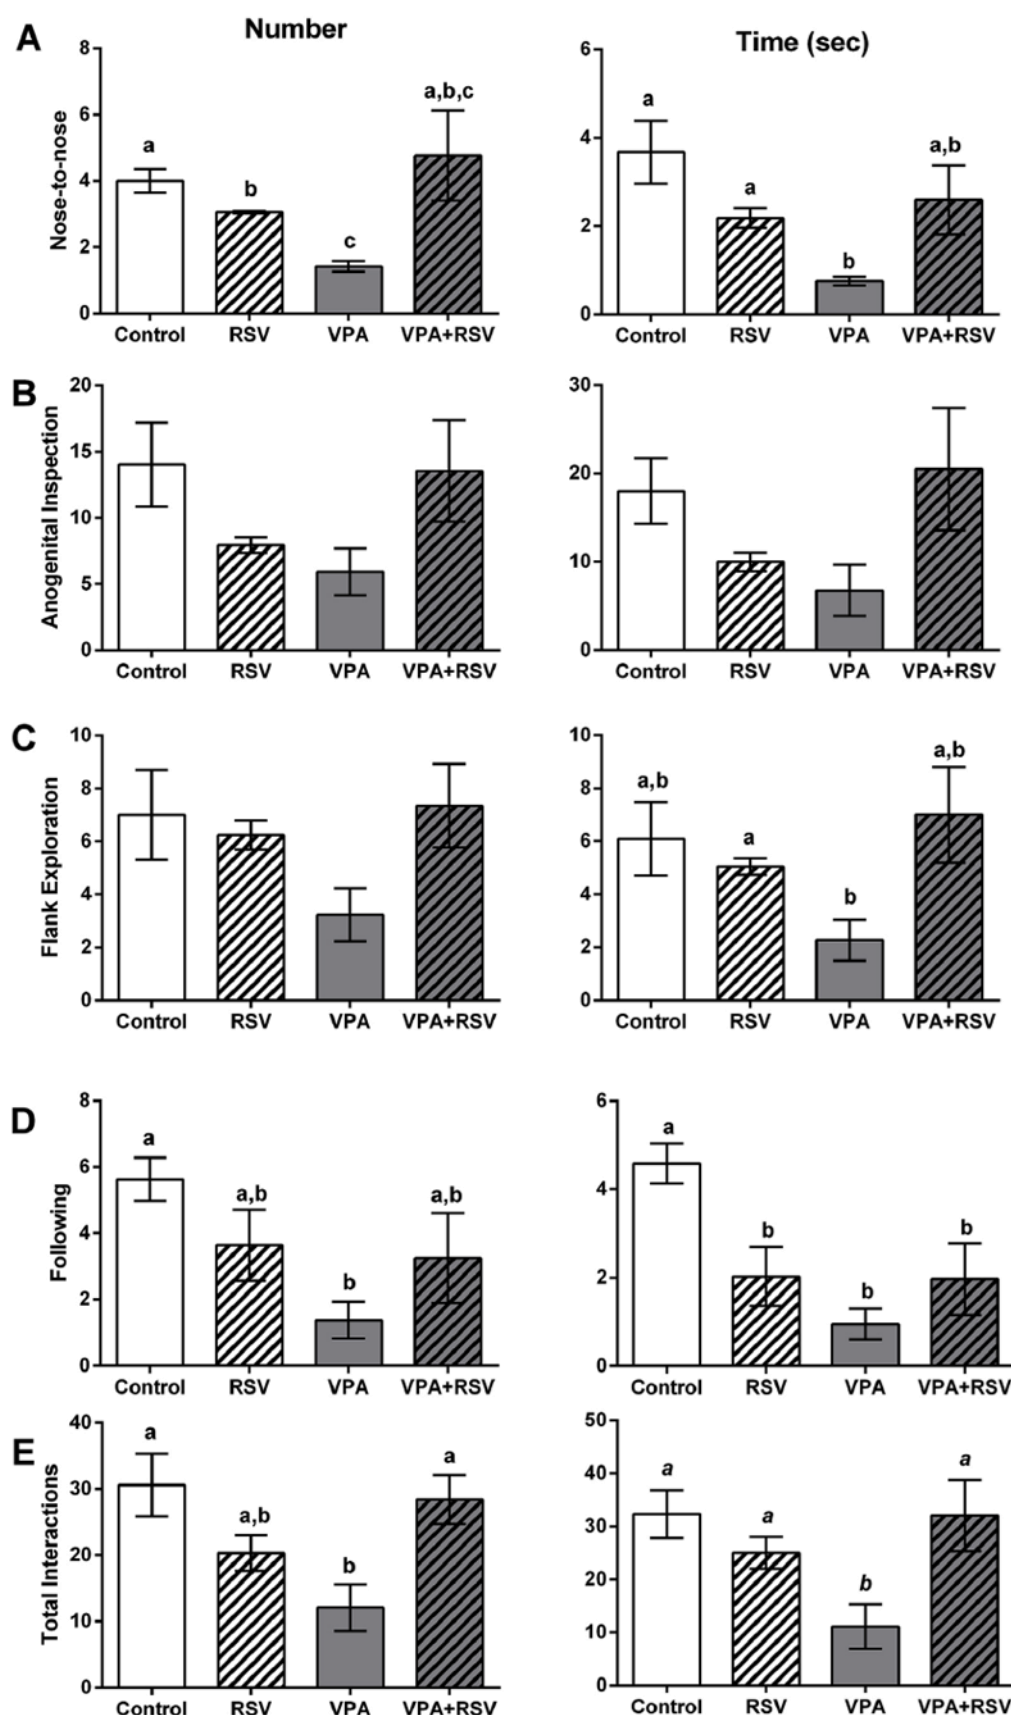 A
Number
Time (sec)
Nose-to-nose
8
6
4
2
0
a
b
c
a,b,c
Control RSV VPA VPA+RSV
6
4
2
0
a
a
b
a,b
Control RSV VPA VPA+RSV
B
Anogenital Inspection
20
15
10
5
0
Control RSV VPA VPA+RSV
30
20
10
0
Control RSV VPA VPA+RSV
C
Flank Exploration
10
8
6
4
2
0
Control RSV VPA VPA+RSV
10
8
6
4
2
0
a,b
a
b
a,b
Control RSV VPA VPA+RSV
D
Following
8
6
4
2
0
a
a,b
b
a,b
Control RSV VPA VPA+RSV
6
4
2
0
a
b
b
b
Control RSV VPA VPA+RSV
E
Total Interactions
40
30
20
10
0
a
a,b
b
a
Control RSV VPA VPA+RSV
50
40
30
20
10
0
a
a
b
a
Control RSV VPA VPA+RSV